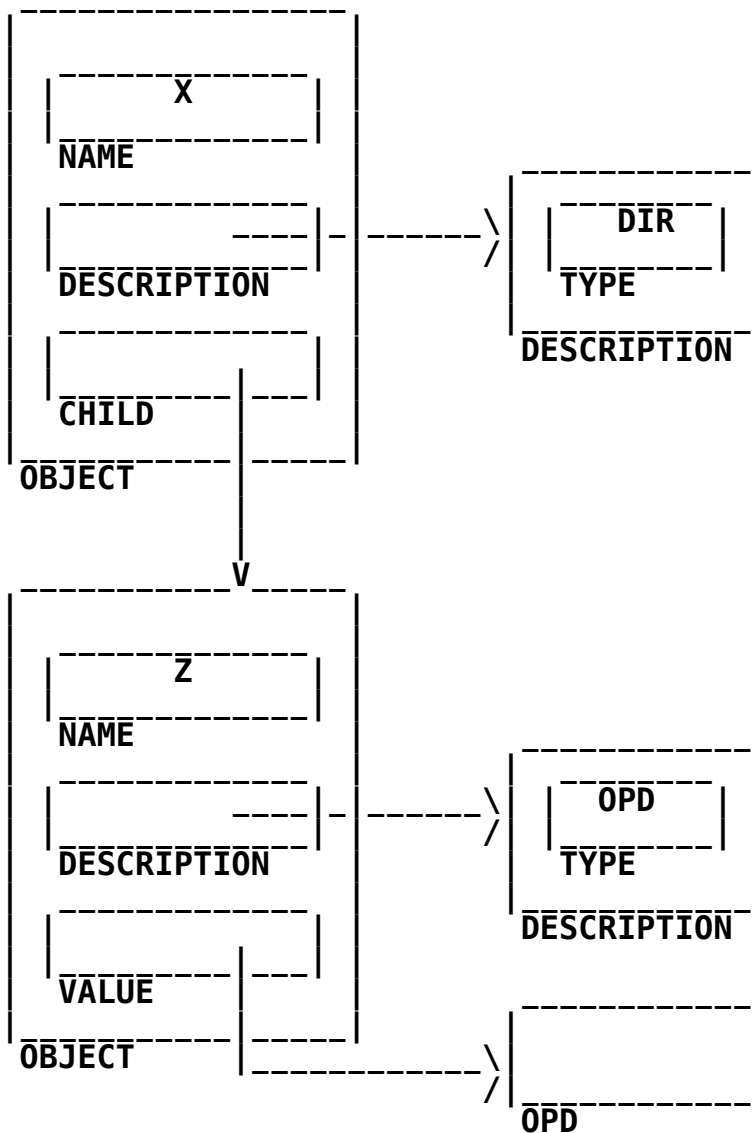 X
NAME
DIR
DESCRIPTION TYPE
DESCRIPTION
CHILD
OBJECT
V
Z
NAME
OPD
DESCRIPTION TYPE
DESCRIPTION
VALUE
OBJECT
OPD